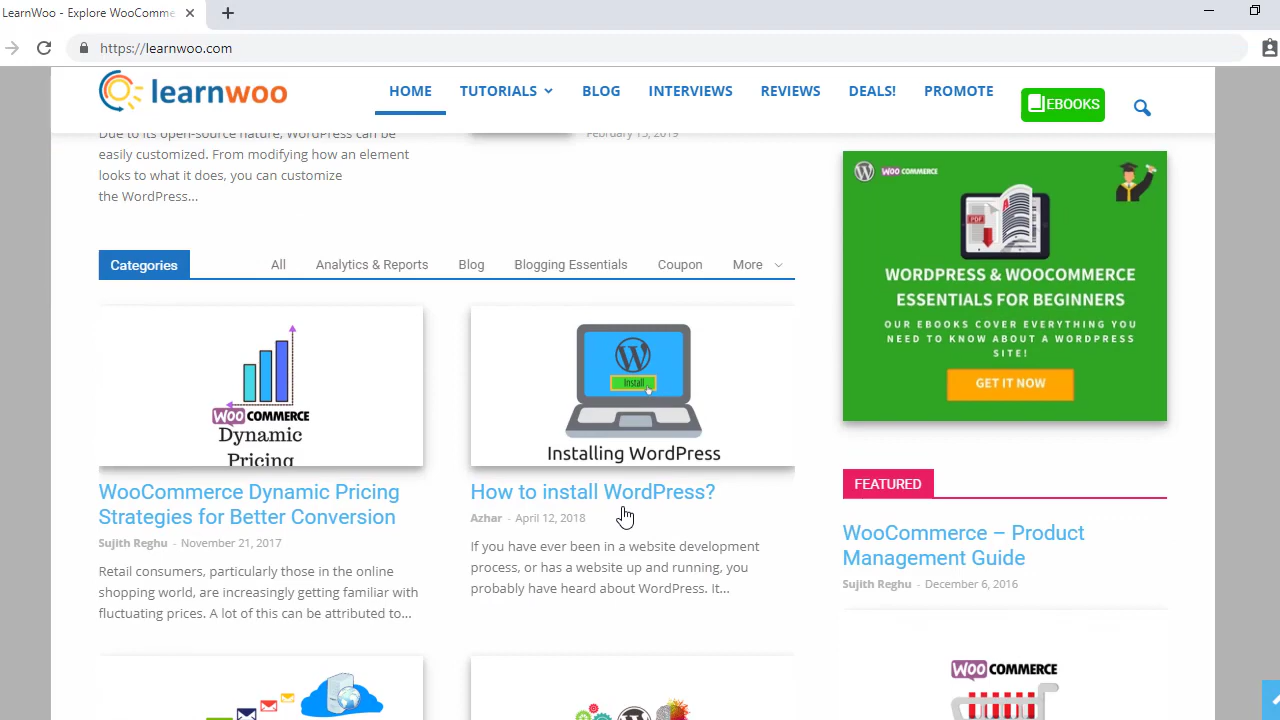 LearnWoo - Explore WooComme
https://learnwoo.com
learnwoo
HOME
TUTORIALS
BLOG
INTERVIEWS
REVIEWS
DEALS!
PROMOTE
EBOOKS
Due to its open-source nature, WordPress can be
easily customized. From modifying how an element
looks to what it does, you can customize
the WordPress...
February 15, 2019
Categories
All
Analytics & Reports
Blog
Blogging Essentials
Coupon
More
WOO COMMERCE
Dynamic
Pricing
WooCommerce Dynamic Pricing
Strategies for Better Conversion
Sujith Reghu - November 21, 2017
Retail consumers, particularly those in the online
shopping world, are increasingly getting familiar with
fluctuating prices. A lot of this can be attributed to...
Install
Installing WordPress
How to install WordPress?
Azhar - April 12, 2018
If you have ever been in a website development
process, or has a website up and running, you
probably have heard about WordPress. It...
WOO COMMERCE
PDF
WORDPRESS & WOOCOMMERCE
ESSENTIALS FOR BEGINNERS
OUR EBOOKS COVER EVERYTHING YOU
NEED TO KNOW ABOUT A WORDPRESS
SITE!
GET IT NOW
FEATURED
WooCommerce – Product
Management Guide
Sujith Reghu - December 6, 2016
WOO COMMERCE